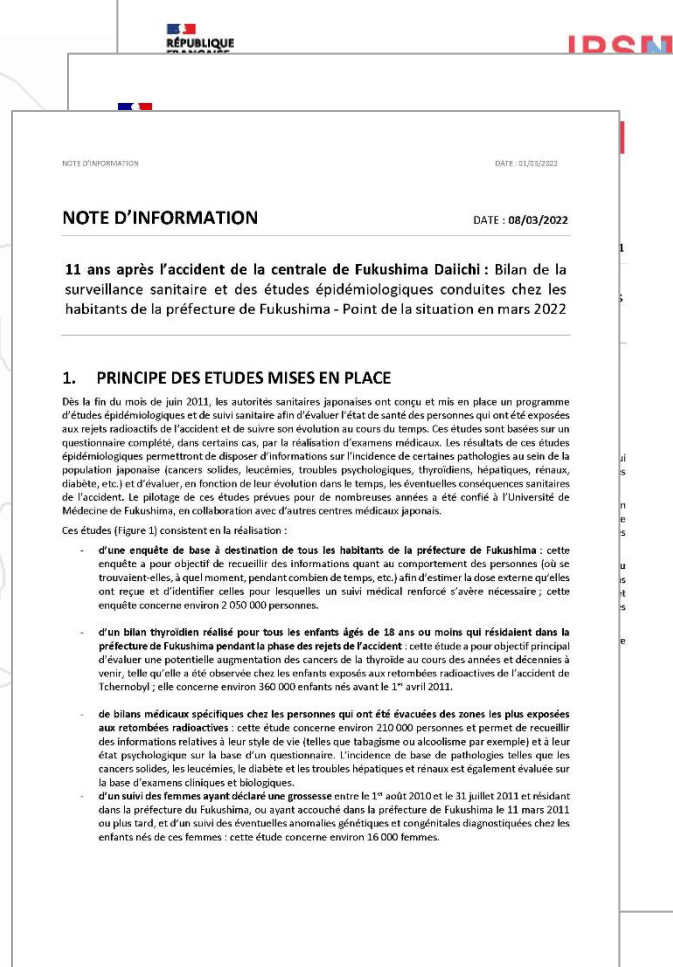 RÉPUBLIQUE
FRANÇAISE
IRSN
NOTE D'INFORMATION
DATE : 01/03/2022
NOTE D'INFORMATION
DATE : 08/03/2022
11 ans après l'accident de la centrale de Fukushima Daiichi : Bilan de la
surveillance sanitaire et des études épidémiologiques conduites chez les
habitants de la préfecture de Fukushima - Point de la situation en mars 2022
1. PRINCIPE DES ETUDES MISES EN PLACE
Dès la fin du mois de juin 2011, les autorités sanitaires japonaises ont conçu et mis en place un programme
d'études épidémiologiques et de suivi sanitaire afin d'évaluer l'état de santé des personnes qui ont été exposées
aux rejets radioactifs de l'accident et de suivre son évolution au cours du temps. Ces études sont basées sur un
questionnaire complété, dans certains cas, par la réalisation d'examens médicaux. Les résultats de ces études
épidémiologiques permettront de disposer d'informations sur l'incidence de certaines pathologies au sein de la
population japonaise (cancers solides, leucémies, troubles psychologiques, thyroïdiens, hépatiques, rénaux,
diabète, etc.) et d'évaluer, en fonction de leur évolution dans le temps, les éventuelles conséquences sanitaires
de l'accident. Le pilotage de ces études prévues pour de nombreuses années a été confié à l'Université de
Médecine de Fukushima, en collaboration avec d'autres centres médicaux japonais.
Ces études (Figure 1) consistent en la réalisation :
- d'une enquête de base à destination de tous les habitants de la préfecture de Fukushima : cette
enquête a pour objectif de recueillir des informations quant au comportement des personnes (où se
trouvaient-elles, à quel moment, pendant combien de temps, etc.) afin d'estimer la dose externe qu'elles
ont reçue et d'identifier celles pour lesquelles un suivi médical renforcé s'avère nécessaire ; cette
enquête concerne environ 2 050 000 personnes.
- d'un bilan thyroïdien réalisé pour tous les enfants âgés de 18 ans ou moins qui résidaient dans la
préfecture de Fukushima pendant la phase des rejets de l'accident : cette étude a pour objectif principal
d'évaluer une potentielle augmentation des cancers de la thyroïde au cours des années et décennies à
venir, telle qu'elle a été observée chez les enfants exposés aux retombées radioactives de l'accident de
Tchernobyl ; elle concerne environ 360 000 enfants nés avant le 1er avril 2011.
- de bilans médicaux spécifiques chez les personnes qui ont été évacuées des zones les plus exposées
aux retombées radioactives : cette étude concerne environ 210 000 personnes et permet de recueillir
des informations relatives à leur style de vie (telles que tabagisme ou alcoolisme par exemple) et à leur
état psychologique sur la base d'un questionnaire. L'incidence de base de pathologies telles que les
cancers solides, les leucémies, le diabète et les troubles hépatiques et rénaux est également évaluée sur
la base d'examens cliniques et biologiques.
- d'un suivi des femmes ayant déclaré une grossesse entre le 1er août 2010 et le 31 juillet 2011 et résidant
dans la préfecture du Fukushima, ou ayant accouché dans la préfecture de Fukushima le 11 mars 2011
ou plus tard, et d'un suivi des éventuelles anomalies génétiques et congénitales diagnostiquées chez les
enfants nés de ces femmes : cette étude concerne environ 16 000 femmes.